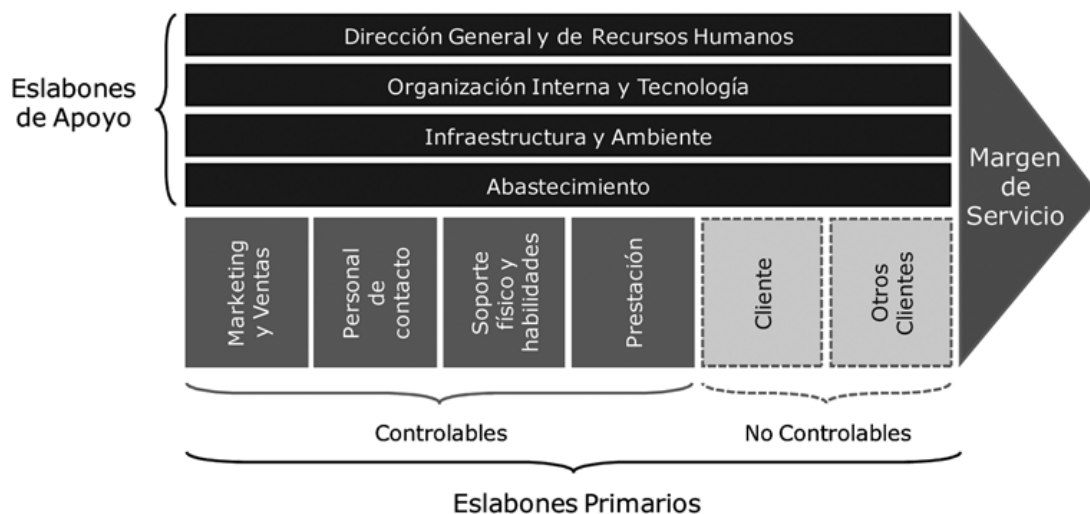 Eslabones
de Apoyo
Dirección General y de Recursos Humanos
Organización Interna y Tecnología
Infraestructura y Ambiente
Abastecimiento
Margen
de
Servicio
Marketing
y Ventas
Personal
de
contacto
Soporte
físico y
habilidades
Prestación
Cliente
Otros
Clientes
Controlables
No Controlables
Eslabones Primarios